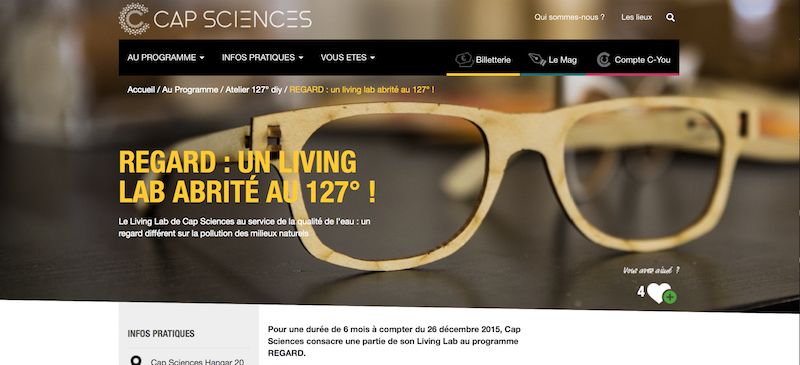 CAP SCIENCES
Qui sommes-nous ? Les lieux
AU PROGRAMME INFOS PRATIQUES VOUS ETES Billetterie Le Mag Compte C-You
Accueil / Au Programme / Atelier 127° diy / REGARD : un living lab abrité au 127° !
REGARD : UN LIVING
LAB ABRITÉ AU 127° !
Le Living Lab de Cap Sciences au service de la qualité de l'eau : un
regard différent sur la pollution des milieux naturels
Vous avez aimé ?
4
INFOS PRATIQUES
Cap Sciences Hangar 20
Pour une durée de 6 mois à compter du 26 décembre 2015, Cap
Sciences consacre une partie de son Living Lab au programme
REGARD.